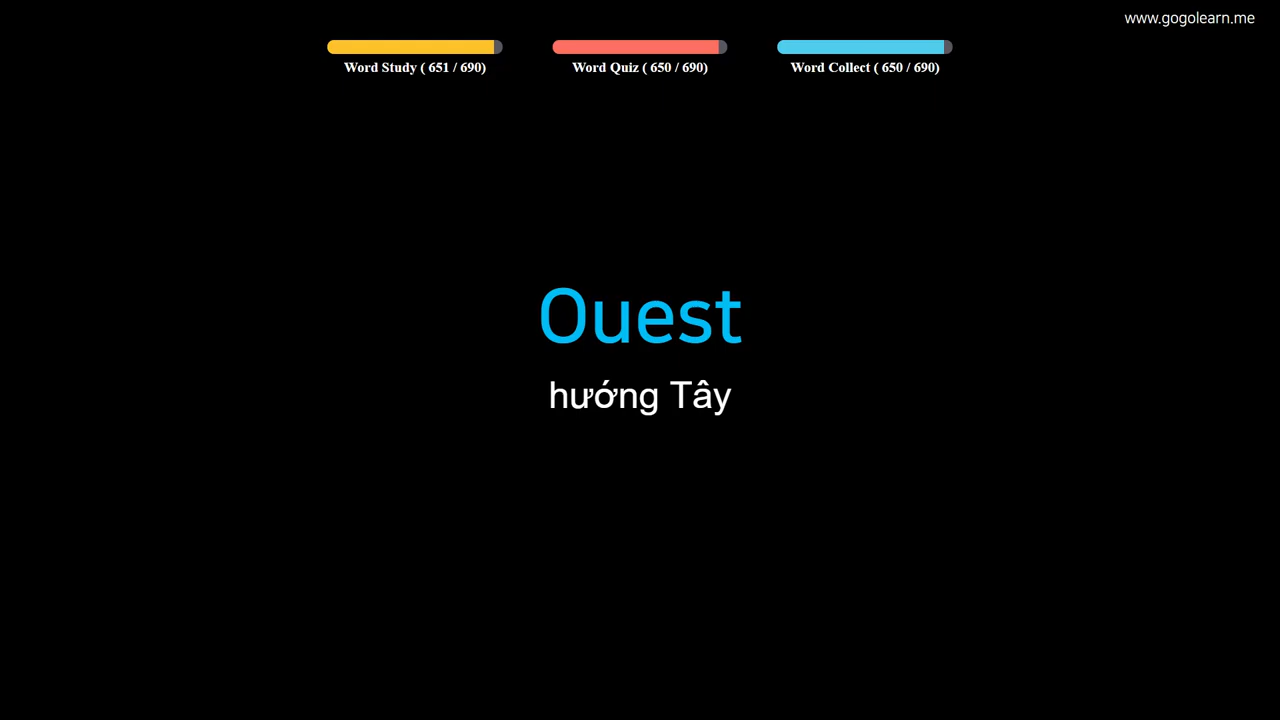 www.gogolearn.me
Word Study ( 651 / 690)
Word Quiz ( 650 / 690)
Word Collect ( 650 / 690)
Ouest
hướng Tây